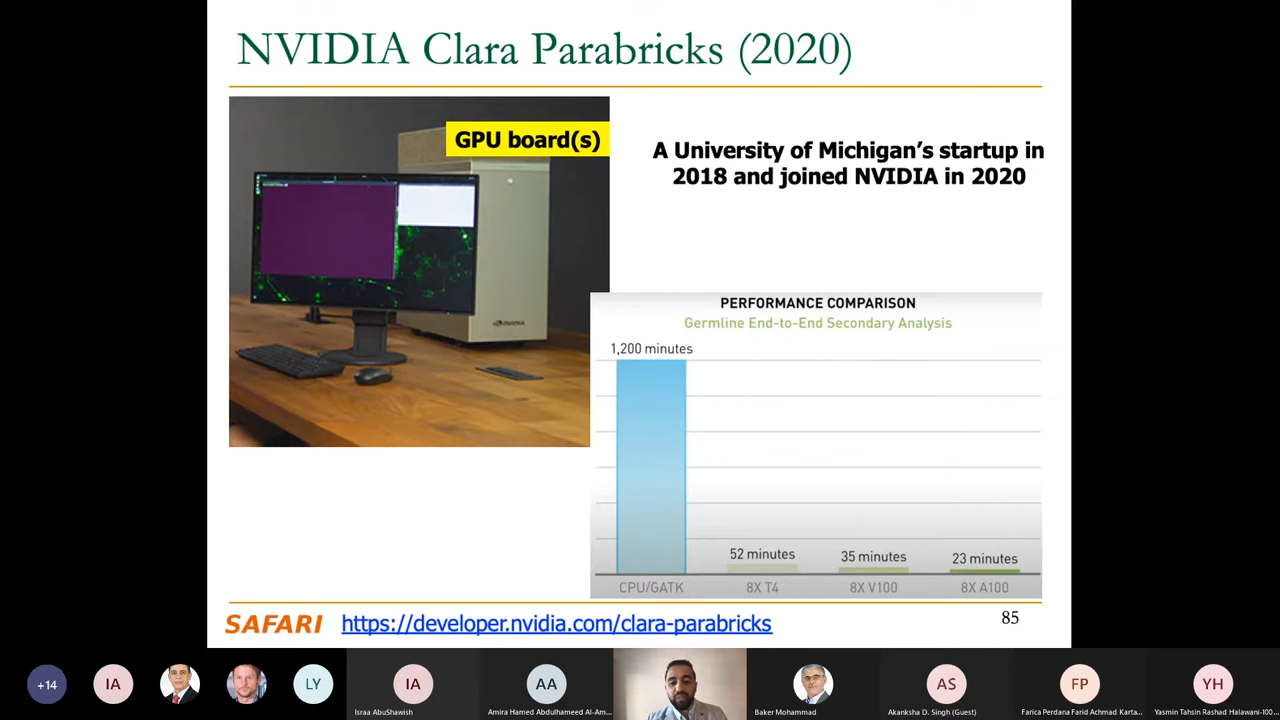 NVIDIA Clara Parabricks (2020)
GPU board(s)
A University of Michigan's startup in
2018 and joined NVIDIA in 2020
NVIDIA
PERFORMANCE COMPARISON
Germline End-to-End Secondary Analysis
1,200 minutes
52 minutes
35 minutes
23 minutes
CPU/GATK
8X T4
8X V100
8X A100
SAFARI
https://developer.nvidia.com/clara-parabricks
85
+14
IA
LY
IA
AA
AS
FP
YH
Israa AbuShawish
Amira Hamed Abdulhameed Al-Am...
Baker Mohammad
Akanksha D. Singh (Guest)
Farica Perdana Farid Achmad Karta...
Yasmin Tahsin Rashad Halawani-100...